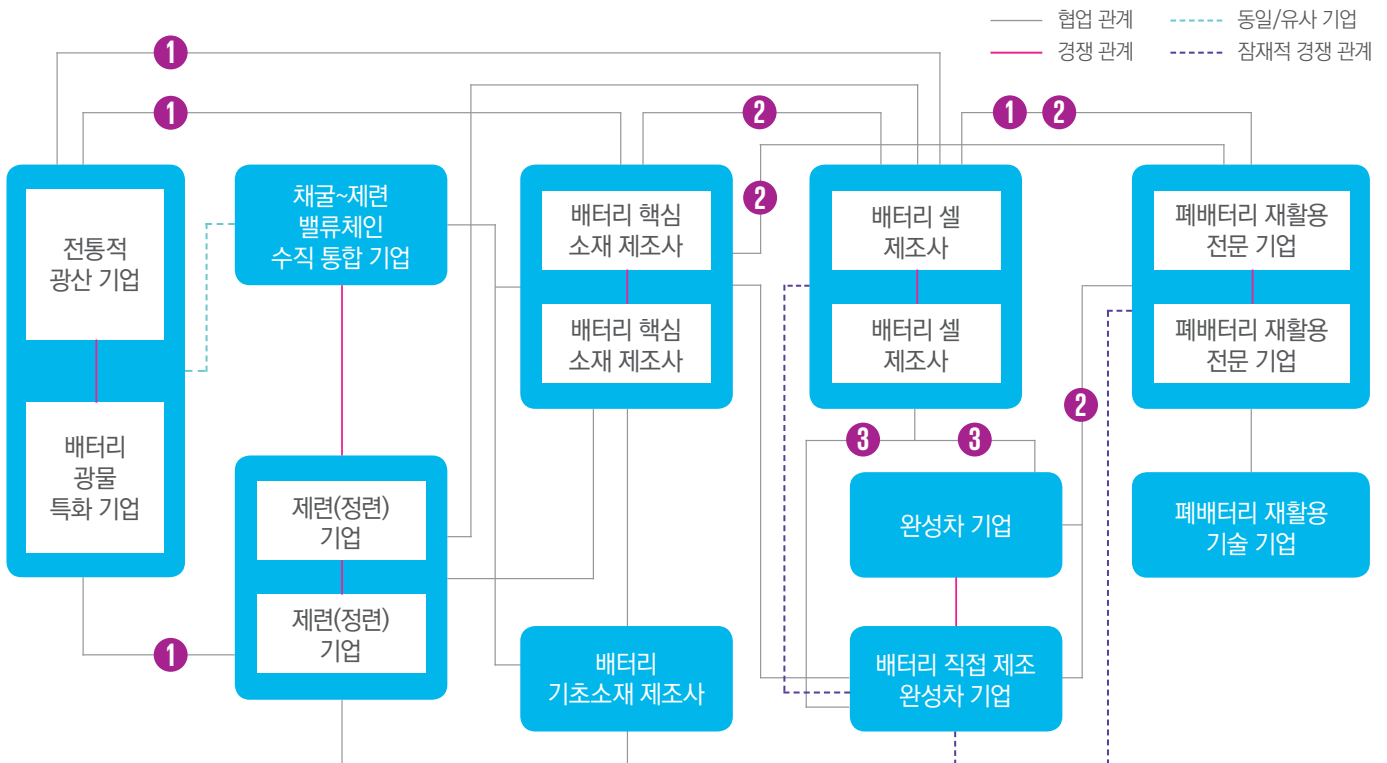 협업 관계
동일/유사 기업
경쟁 관계
잠재적 경쟁 관계
1
1
2
1
2
전통적
광산 기업
채굴~제련
밸류체인
수직 통합 기업
배터리 핵심
소재 제조사
2
배터리 셀
제조사
폐배터리 재활용
전문 기업
배터리 핵심
소재 제조사
배터리 셀
제조사
폐배터리 재활용
전문 기업
배터리
광물
특화 기업
3
3
2
제련(정련)
기업
완성차 기업
폐배터리 재활용
기술 기업
제련(정련)
기업
1
배터리
기초소재 제조사
배터리 직접 제조
완성차 기업